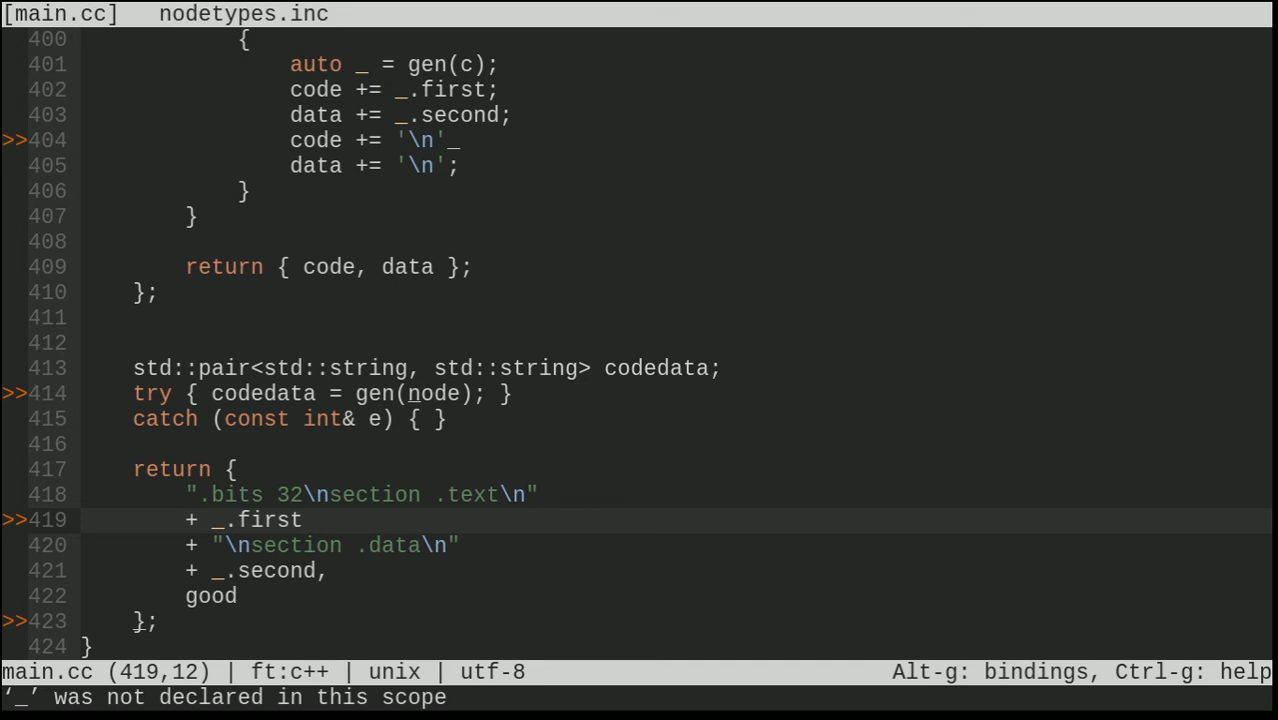 [main.cc]   nodetypes.inc
400             {
401                 auto _ = gen(c);
402                 code += _.first;
403                 data += _.second;
>>404                 code += '\n'_
405                 data += '\n';
406             }
407         }
408
409         return { code, data };
410     };
411
412
413     std::pair<std::string, std::string> codedata;
>>414     try { codedata = gen(node); }
415     catch (const int& e) { }
416
417     return {
418         ".bits 32\nsection .text\n"
>>419         + _.first
420         + "\nsection .data\n"
421         + _.second,
422         good
>>423     };
424 }
main.cc (419,12) | ft:c++ | unix | utf-8 Alt-g: bindings, Ctrl-g: help
‘_’ was not declared in this scope